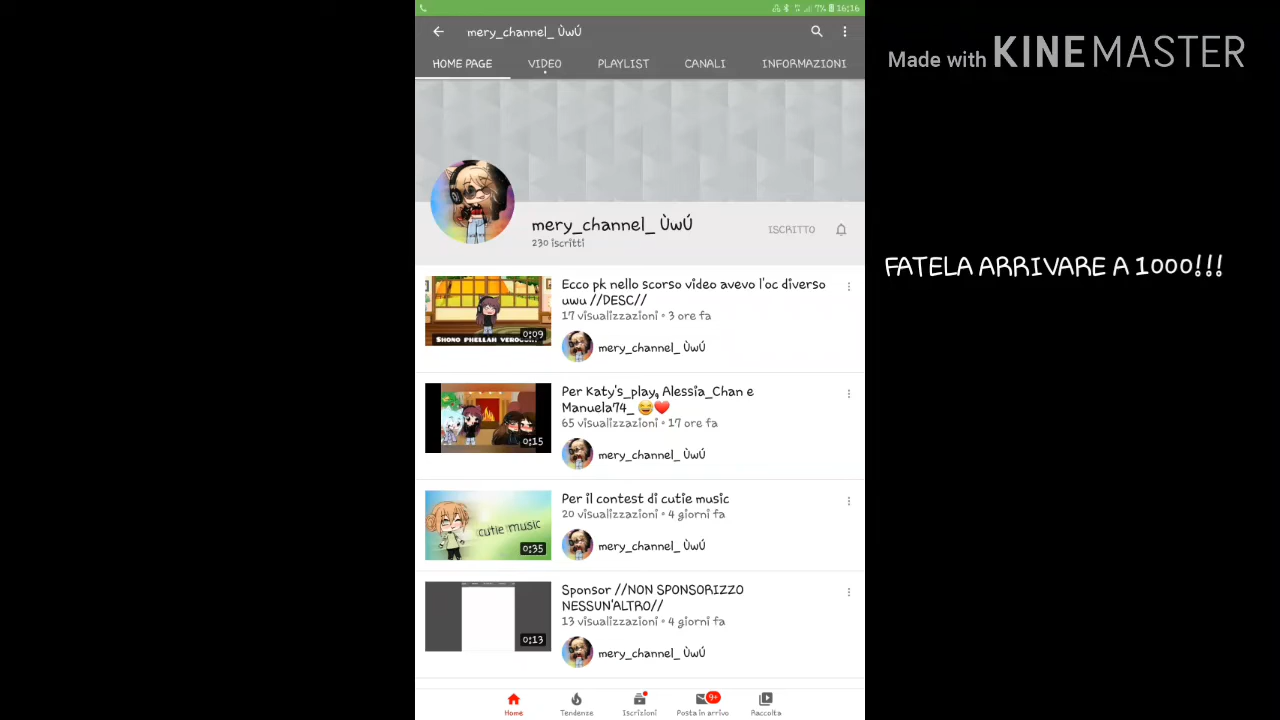 7% 16:16
mery_channel_ ÙwÚ
HOME PAGE VIDEO PLAYLIST CANALI INFORMAZIONI
mery_channel_ ÙwÚ
230 iscritti
ISCRITTO
Ecco pk nello scorso video avevo l'oc diverso
uwu //DESC//
17 visualizzazioni • 3 ore fa
mery_channel_ ÙwÚ
0:09
Per Katy's_play, Alessia_Chan e
Manuela74_ 😅❤️
65 visualizzazioni • 17 ore fa
mery_channel_ ÙwÚ
0:15
Per il contest di cutie music
20 visualizzazioni • 4 giorni fa
mery_channel_ ÙwÚ
cutie music
0:35
Sponsor //NON SPONSORIZZO
NESSUN'ALTRO//
13 visualizzazioni • 4 giorni fa
mery_channel_ ÙwÚ
0:13
9+
Home Tendenze Iscrizioni Posta in arrivo Raccolta
Made with KINEMASTER
FATELA ARRIVARE A 1000!!!